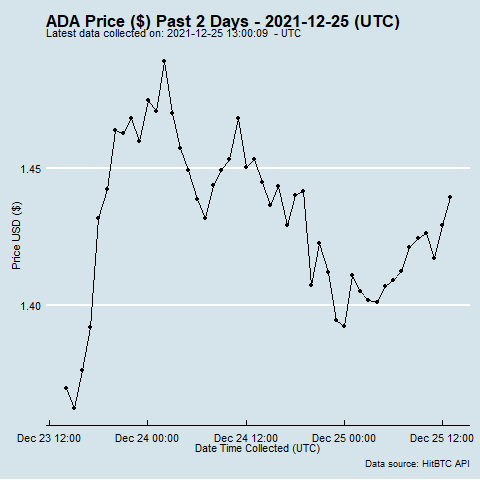 ADA Price ($) Past 2 Days - 2021-12-25 (UTC)
Latest data collected on: 2021-12-25 13:00:09 - UTC
1.45
Price USD ($)
1.40
Dec 23 12:00 Dec 24 00:00 Dec 24 12:00 Dec 25 00:00 Dec 25 12:00
Date Time Collected (UTC)
Data source: HitBTC API